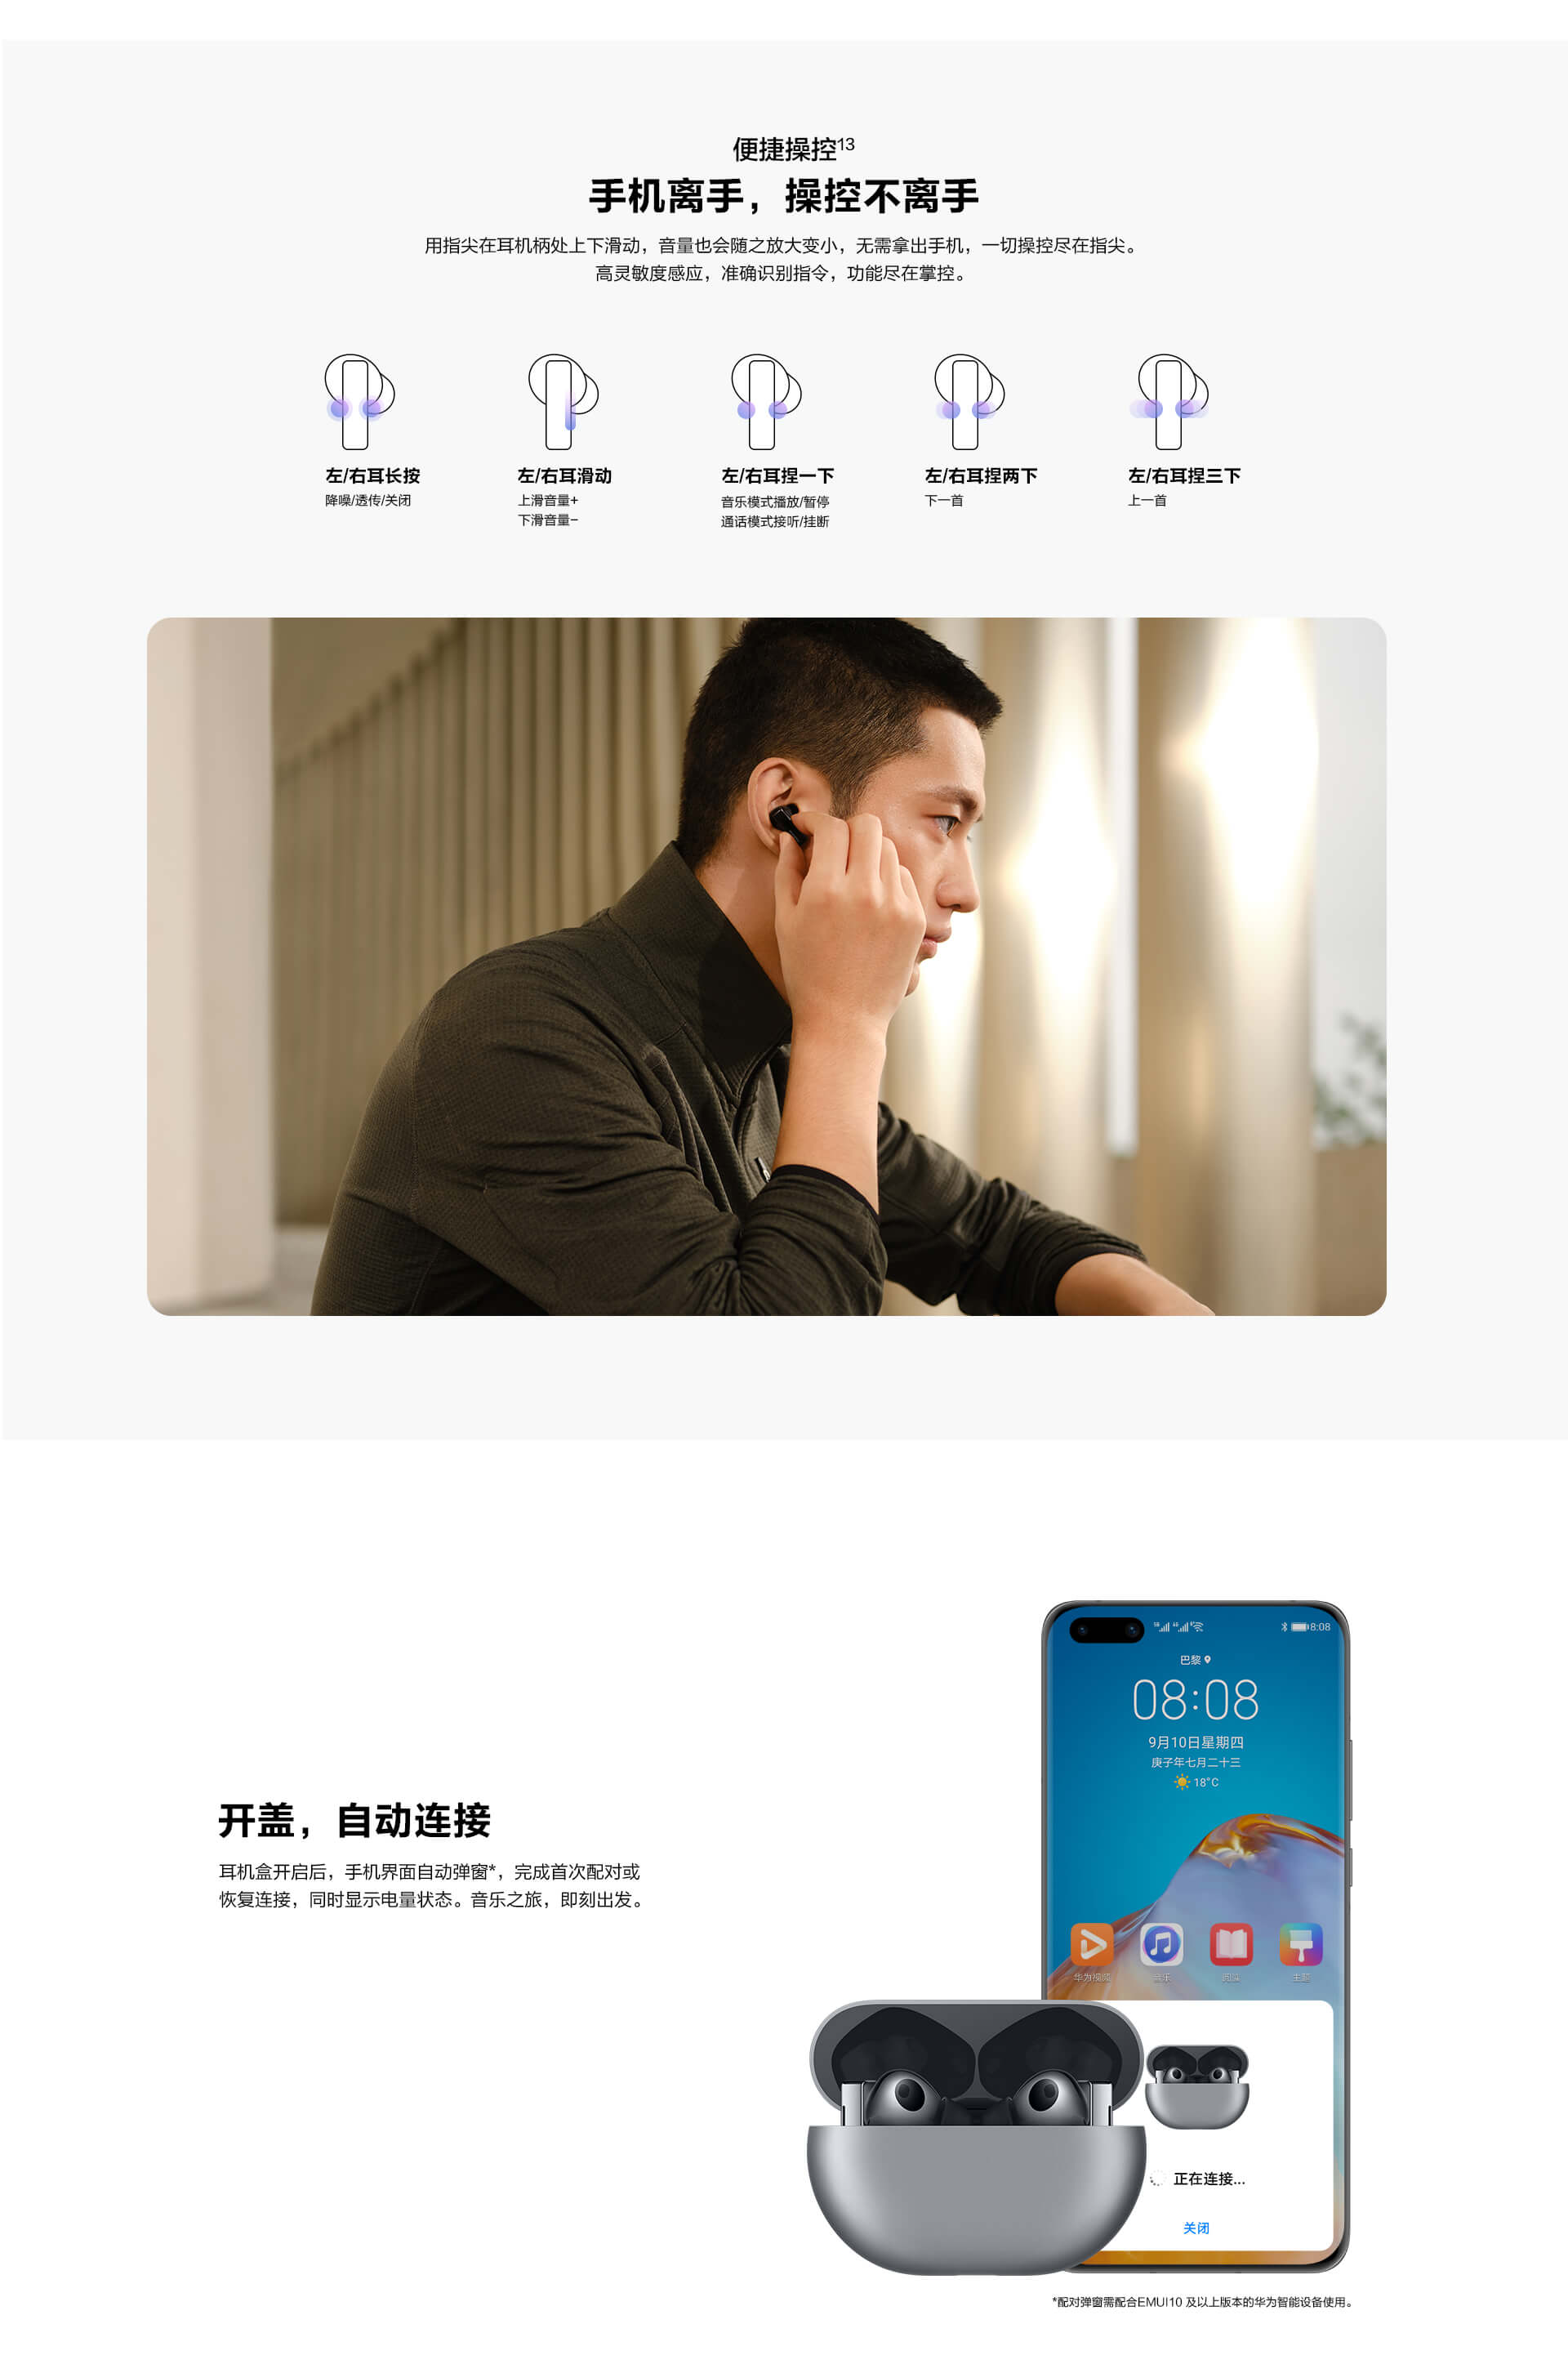 便捷操控13
手机离手，操控不离手
用指尖在耳机柄处上下滑动，音量也会随之放大变小，无需拿出手机，一切操控尽在指尖。
高灵敏度感应，准确识别指令，功能尽在掌控。
左/右耳长按
降噪/透传/关闭
左/右耳滑动
上滑音量+
下滑音量−
左/右耳捏一下
音乐模式播放/暂停
通话模式接听/挂断
左/右耳捏两下
下一首
左/右耳捏三下
上一首
8:08
巴黎
08:08
9月10日星期四
庚子年七月二十三
18°C
开盖，自动连接
耳机盒开启后，手机界面自动弹窗*，完成首次配对或
恢复连接，同时显示电量状态。音乐之旅，即刻出发。
华为视频
音乐
阅读
主题
正在连接...
关闭
*配对弹窗需配合EMUI10 及以上版本的华为智能设备使用。